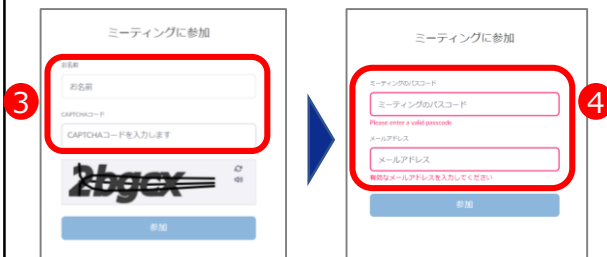 ミーティングに参加
お名前
お名前
CAPTCHAコード
CAPTCHAコードを入力します
2bgcx
参加
3
ミーティングに参加
ミーティングのパスコード
ミーティングのパスコード
Please enter a valid passcode
メールアドレス
メールアドレス
有効なメールアドレスを入力してください
参加
4